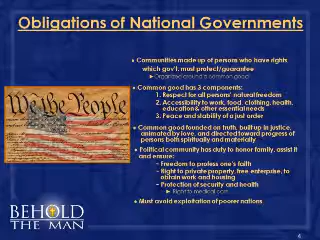 Obligations of National Governments
♦ Communities made up of persons who have rights
which gov't. must protect/guarantee
►Organized around a common good
♦ Common good has 3 components:
1. Respect for all persons' natural freedom
2. Accessibility to work, food, clothing, health,
education & other essential needs
3. Peace and stability of a just order
♦ Common good founded on truth, built up in justice,
animated by love, and directed toward progress of
persons both spiritually and materially
♦ Political community has duty to honor family, assist it
and ensure:
- Freedom to profess one's faith
- Right to private property, free enterprise, to
obtain work and housing
- Protection of security and health
► Right to medical care
♦ Must avoid exploitation of poorer nations
We the People
BEHOLD
THE MAN
6